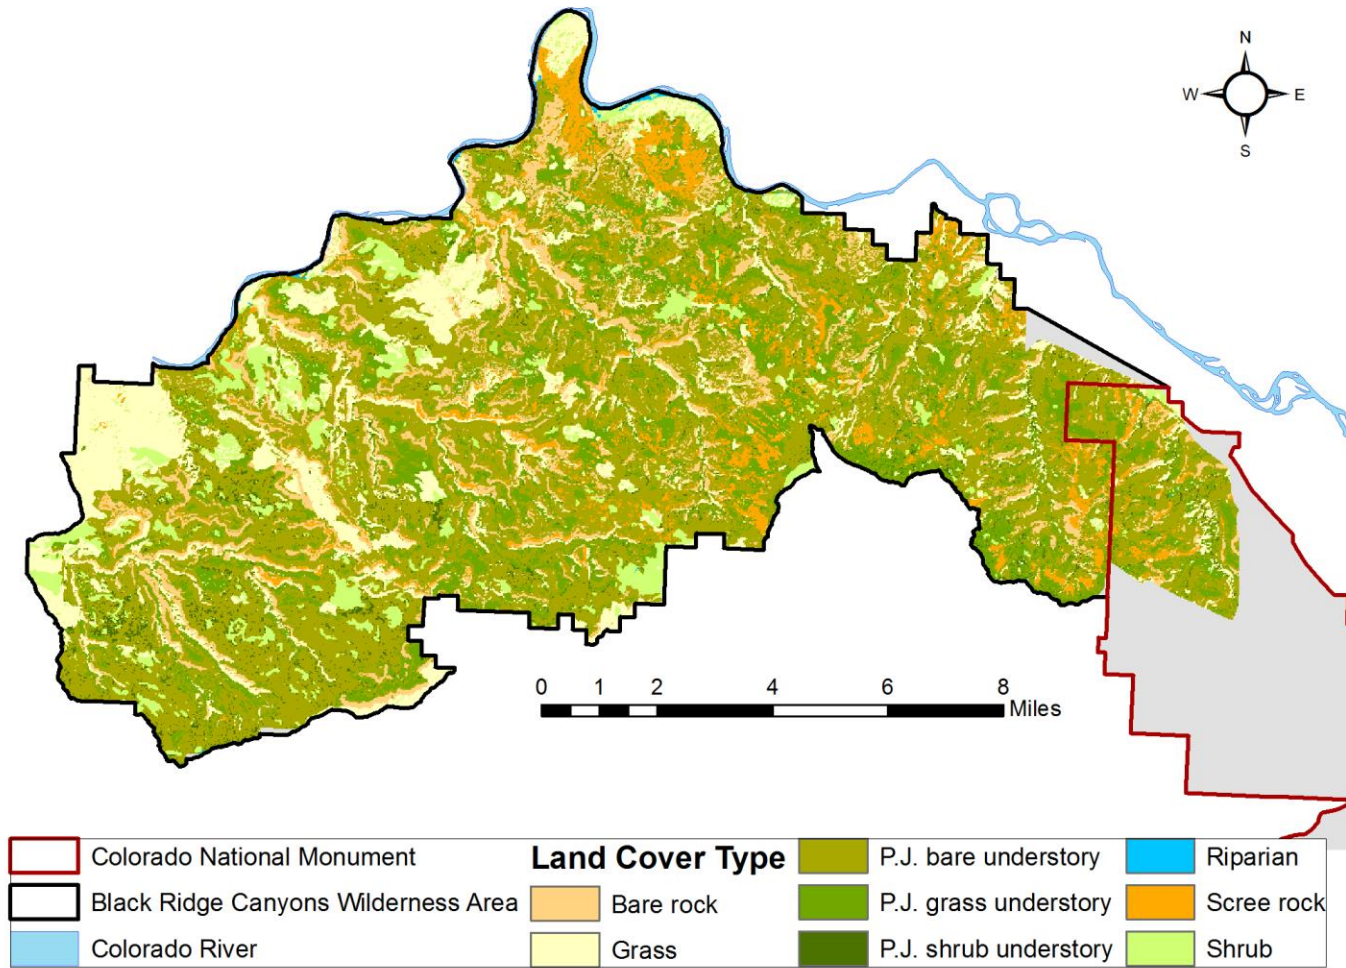 N
W E
S
0 1 2 4 6 8
Miles
Colorado National Monument
Black Ridge Canyons Wilderness Area
Colorado River
Land Cover Type
Bare rock
Grass
P.J. bare understory
P.J. grass understory
P.J. shrub understory
Riparian
Scree rock
Shrub